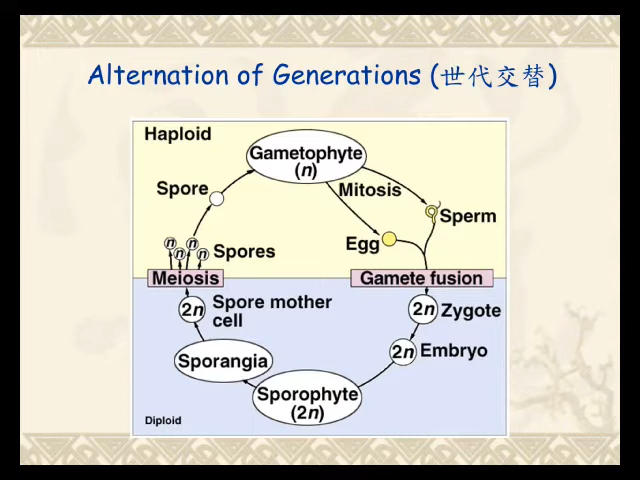 Alternation of Generations (世代交替)
Haploid
Gametophyte
(n)
Spore
Mitosis
Sperm
Egg
n n n n
Spores
Meiosis
Gamete fusion
2n
Spore mother
cell
2n Zygote
2n Embryo
Sporangia
Sporophyte
(2n)
Diploid